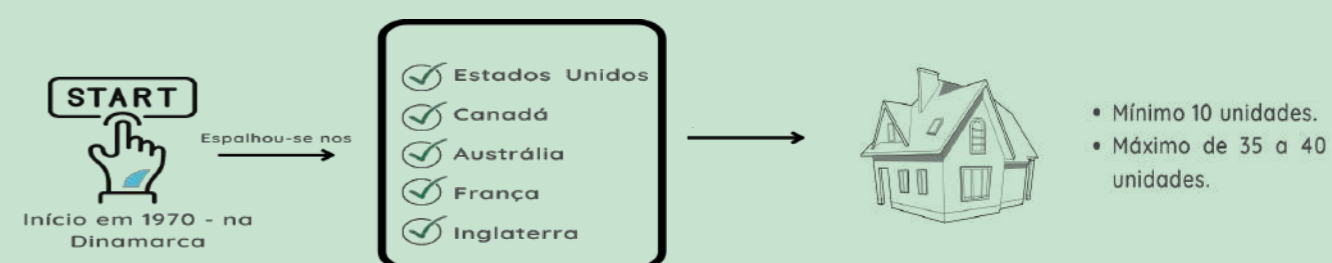 START
Início em 1970 - na
Dinamarca
Espalhou-se nos
Estados Unidos
Canadá
Austrália
França
Inglaterra
• Mínimo 10 unidades.
• Máximo de 35 a 40
unidades.